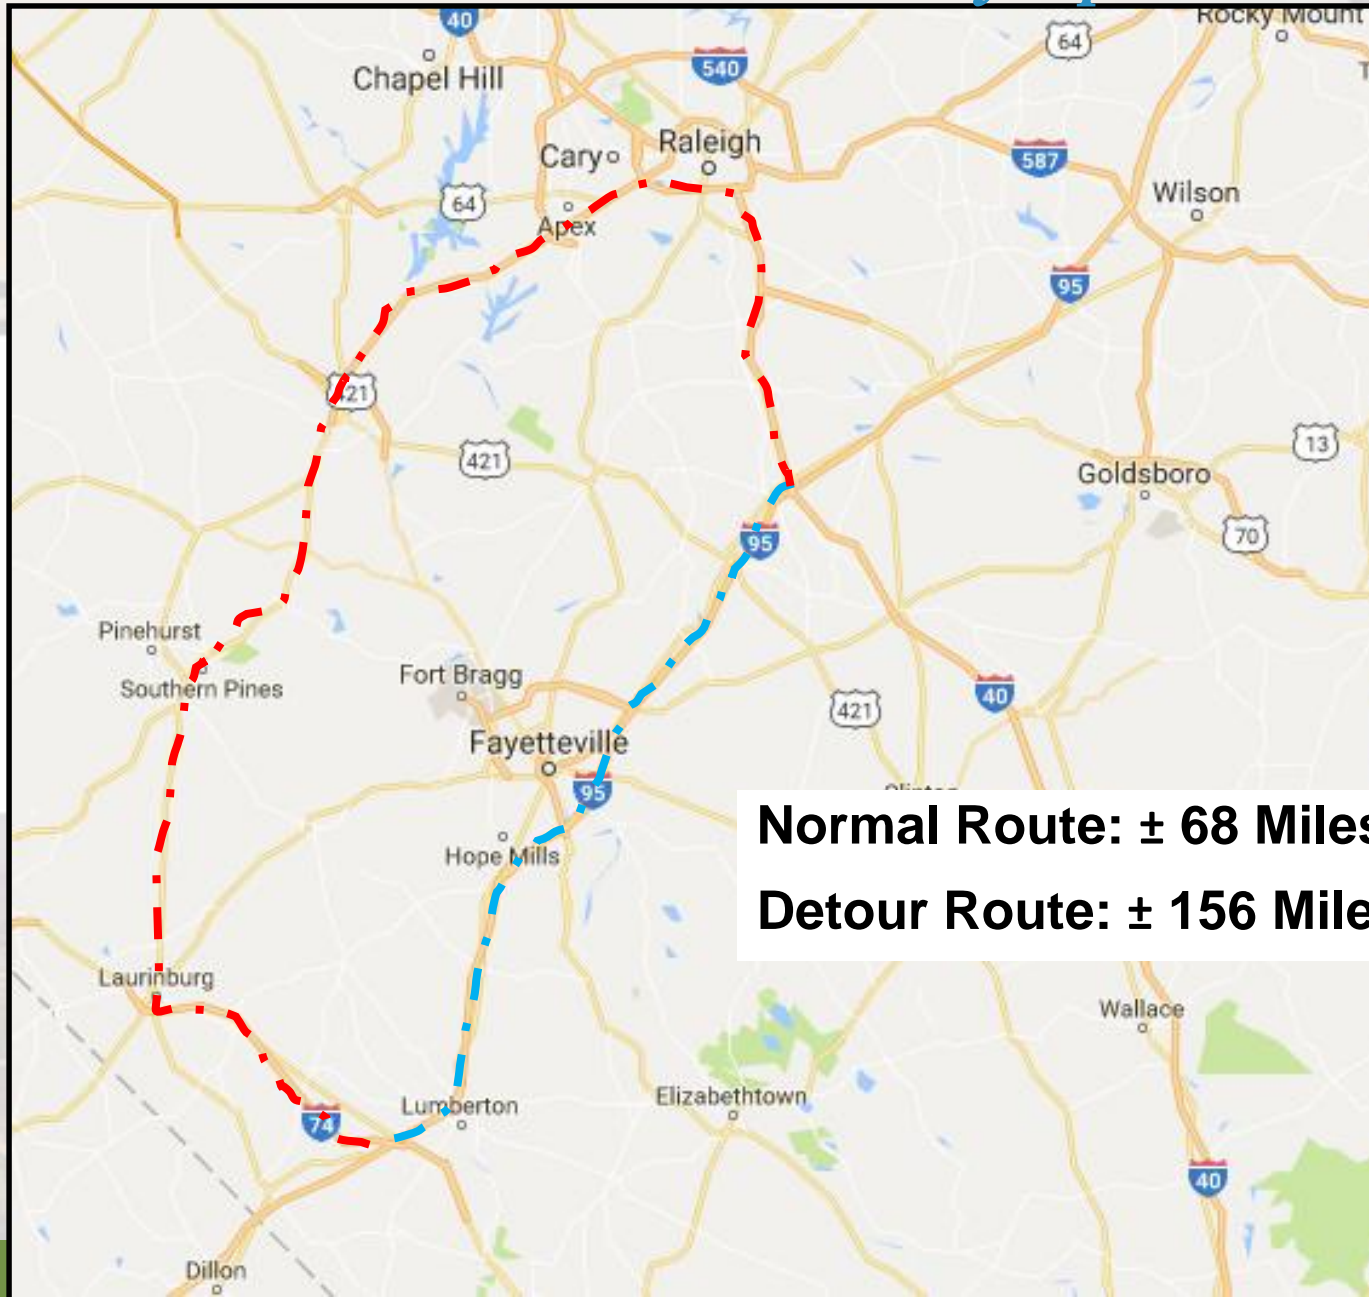 40
Rocky Mount
64
Chapel Hill
540
Raleigh
Cary
587
Wilson
64
Apex
95
421
421
13
Goldsboro
70
95
Pinehurst
Southern Pines
Fort Bragg
40
421
Fayetteville
95
Normal Route: ± 68 Miles
Hope Mills
Detour Route: ± 156 Mile
Laurinburg
Wallace
Elizabethtown
Lumberton
74
40
Dillon